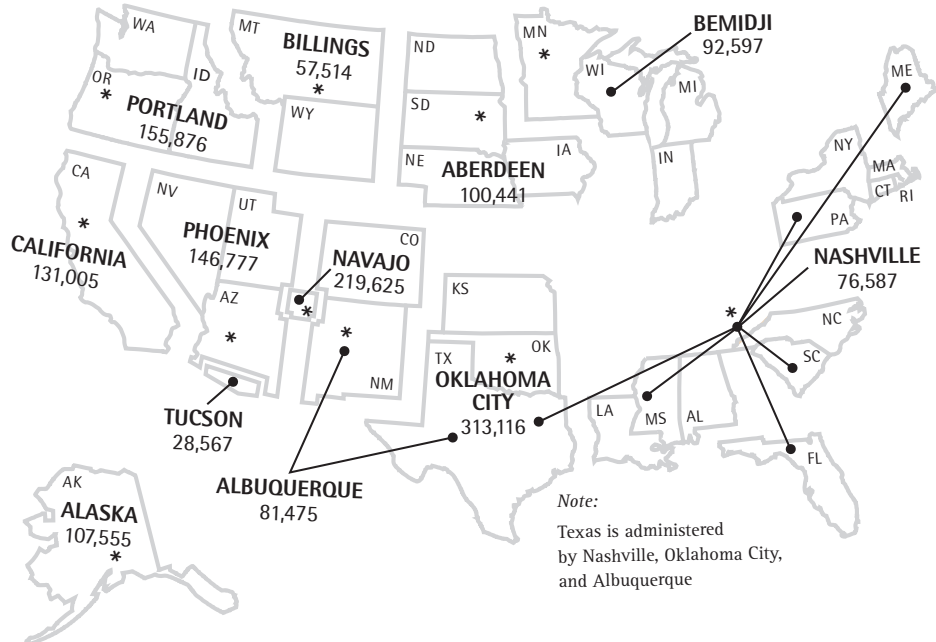 BEMIDJI
92,597
WA
MT
BILLINGS
57,514
*
ND
MN
*
WI
MI
ME
OR
*
ID
PORTLAND
155,876
WY
SD
*
NE
IA
ABERDEEN
100,441
IN
NY
MA
CT
RI
PA
CA
*
CALIFORNIA
131,005
NV
UT
PHOENIX
146,777
CO
NAVAJO
219,625
*
NASHVILLE
76,587
*
AZ
*
KS
NC
SC
*
NM
TX
OK
*
OKLAHOMA
CITY
313,116
LA
MS
AL
FL
TUCSON
28,567
ALBUQUERQUE
81,475
AK
ALASKA
107,555
*
Note:
Texas is administered
by Nashville, Oklahoma City,
and Albuquerque